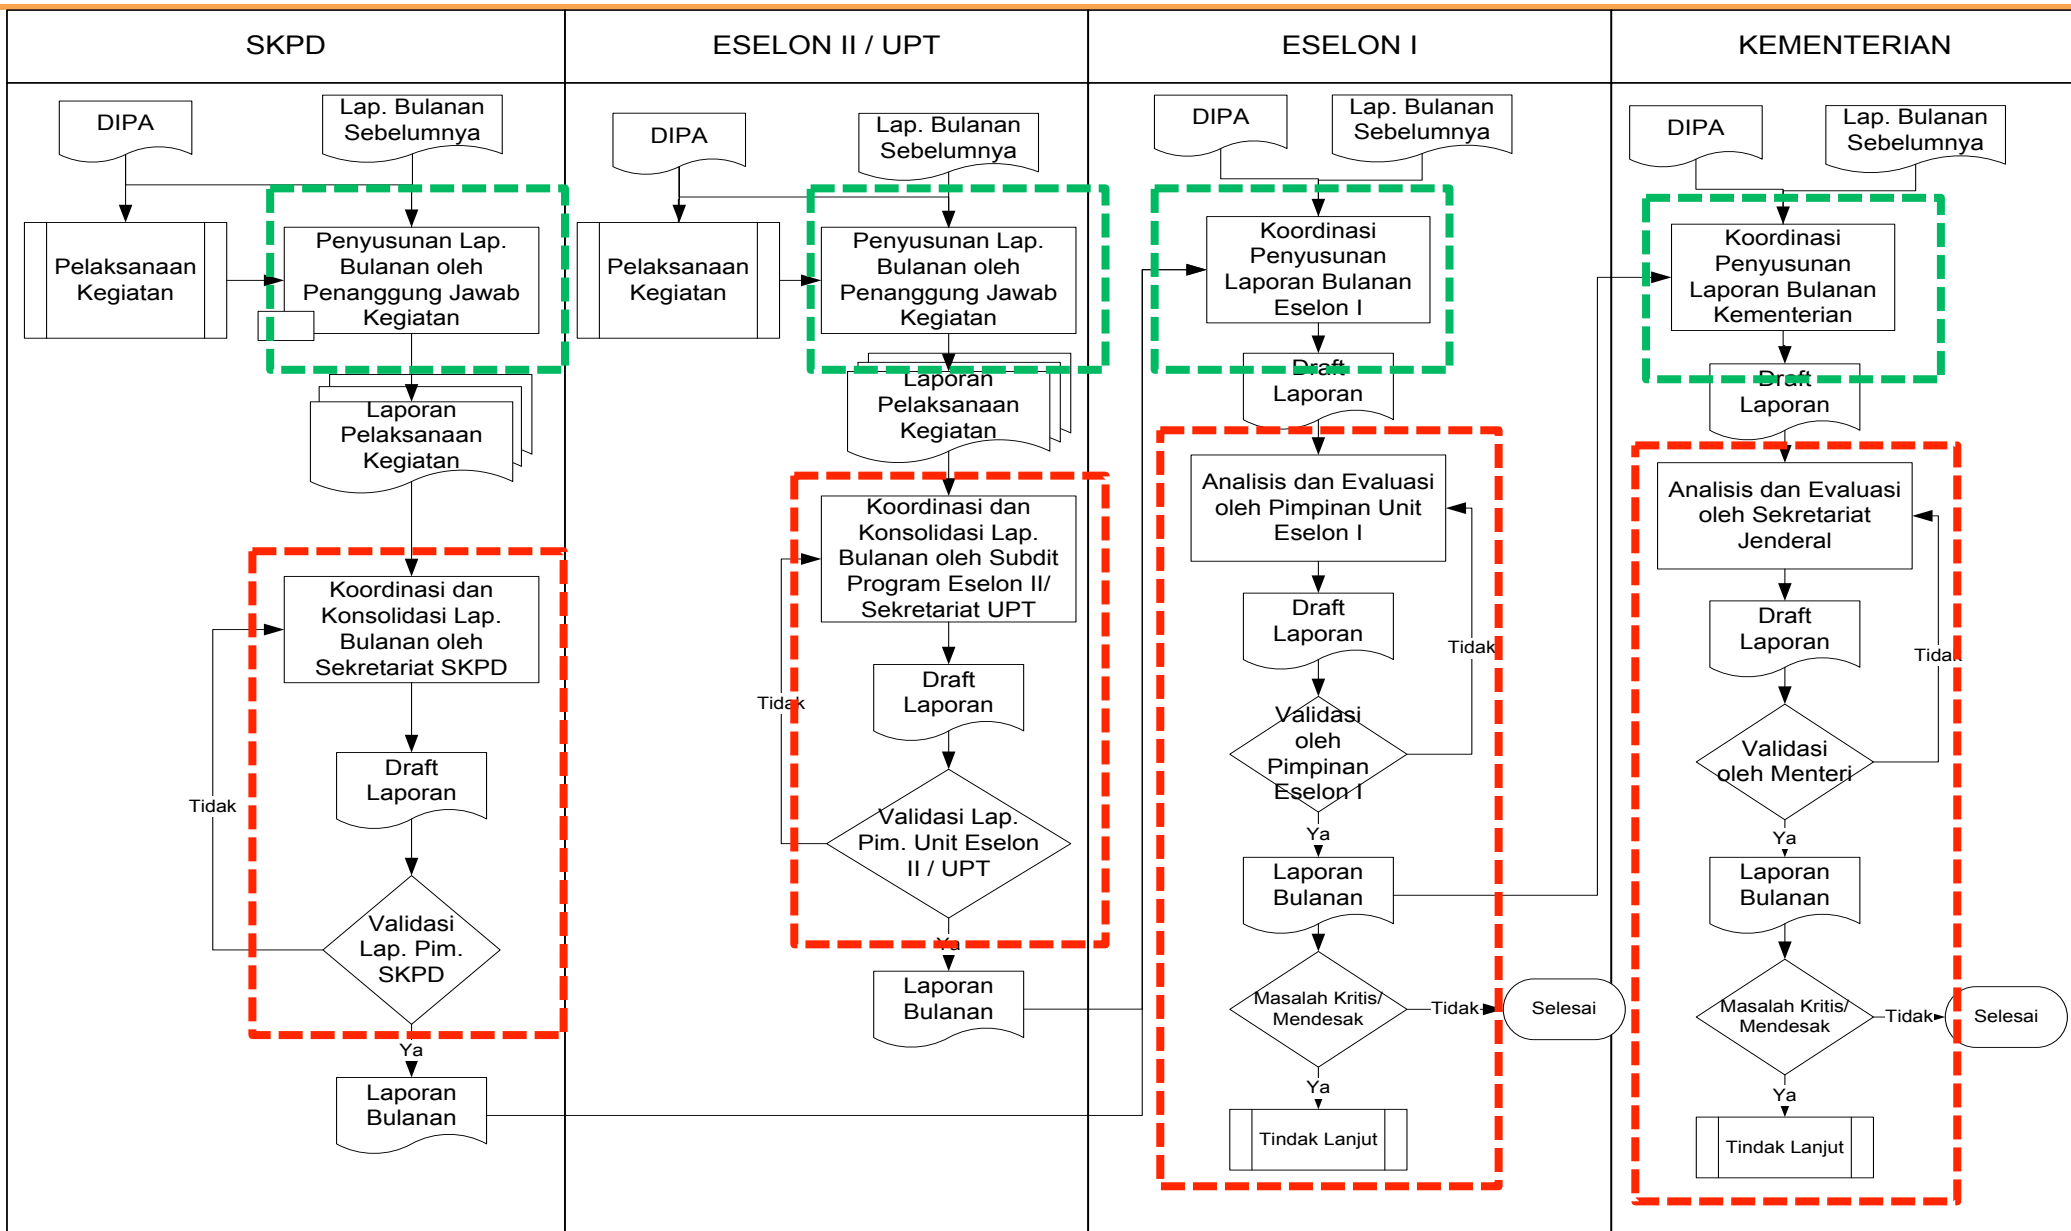 SKPD
ESELON II / UPT
ESELON I
KEMENTERIAN
DIPA
Lap. Bulanan
Sebelumnya
Pelaksanaan
Kegiatan
Penyusunan Lap.
Bulanan oleh
Penanggung Jawab
Kegiatan
Laporan
Pelaksanaan
Kegiatan
Koordinasi dan
Konsolidasi Lap.
Bulanan oleh
Sekretariat SKPD
Tidak
Draft
Laporan
Validasi
Lap. Pim.
SKPD
Ya
Laporan
Bulanan
DIPA
Lap. Bulanan
Sebelumnya
Pelaksanaan
Kegiatan
Penyusunan Lap.
Bulanan oleh
Penanggung Jawab
Kegiatan
Laporan
Pelaksanaan
Kegiatan
Koordinasi dan
Konsolidasi Lap.
Bulanan oleh Subdit
Program Eselon II/
Sekretariat UPT
Tidak
Draft
Laporan
Validasi Lap.
Pim. Unit Eselon
II / UPT
Ya
Laporan
Bulanan
DIPA
Lap. Bulanan
Sebelumnya
Koordinasi
Penyusunan
Laporan Bulanan
Eselon I
Draft
Laporan
Analisis dan Evaluasi
oleh Pimpinan Unit
Eselon I
Draft
Laporan
Tidak
Validasi
oleh
Pimpinan
Eselon I
Ya
Laporan
Bulanan
Masalah Kritis/
Mendesak
Tidak
Selesai
Ya
Tindak Lanjut
DIPA
Lap. Bulanan
Sebelumnya
Koordinasi
Penyusunan
Laporan Bulanan
Kementerian
Draft
Laporan
Analisis dan Evaluasi
oleh Sekretariat
Jenderal
Draft
Laporan
Tidak
Validasi
oleh Menteri
Ya
Laporan
Bulanan
Masalah Kritis/
Mendesak
Tidak
Selesai
Ya
Tindak Lanjut